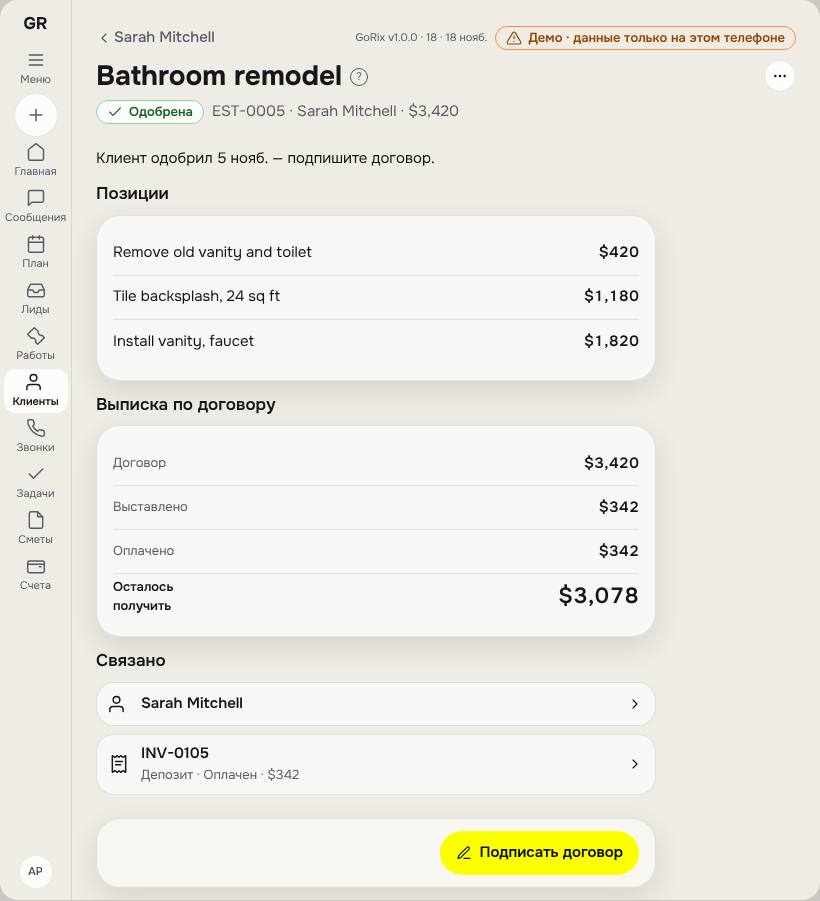 GR
Меню
Главная
Сообщения
План
Лиды
Работы
Клиенты
Звонки
Задачи
Сметы
Счета
AP
Sarah Mitchell
GoRix v1.0.0 · 18 · 18 нояб.
Демо · данные только на этом телефоне
Bathroom remodel ?
Одобрена
EST-0005 · Sarah Mitchell · $3,420
Клиент одобрил 5 нояб. — подпишите договор.
Позиции
Remove old vanity and toilet $420
Tile backsplash, 24 sq ft $1,180
Install vanity, faucet $1,820
Выписка по договору
Договор $3,420
Выставлено $342
Оплачено $342
Осталось
получить
$3,078
Связано
Sarah Mitchell
INV-0105
Депозит · Оплачен · $342
Подписать договор